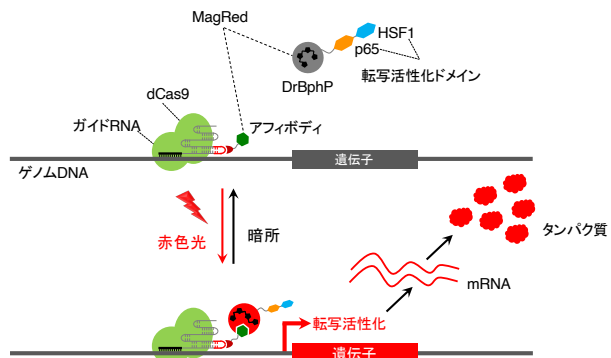 MagRed
HSF1
p65
DrBphP
転写活性化ドメイン
dCas9
ガイドRNA
アフィボディ
遺伝子
ゲノムDNA
赤色光
暗所
タンパク質
mRNA
転写活性化
遺伝子